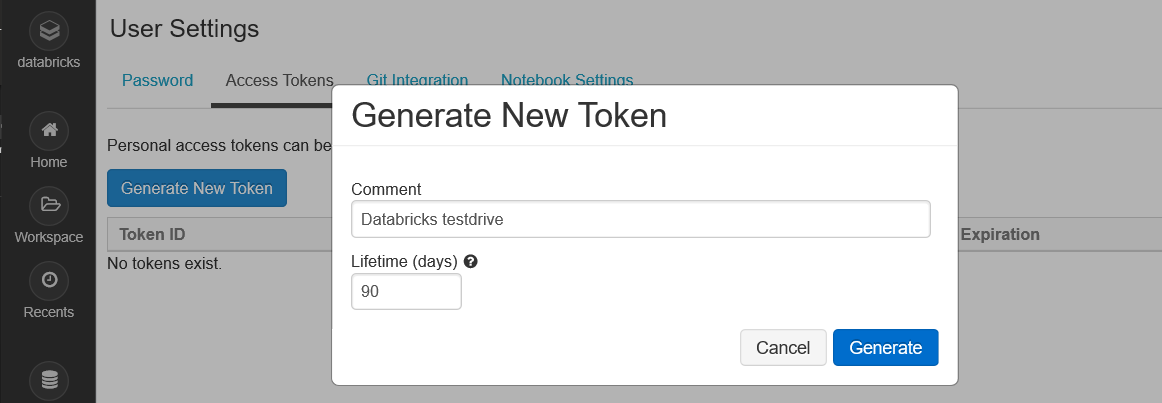 User Settings
databricks
Password
Access Tokens
Git Integration
Notebook Settings
Generate New Token
Home
Personal access tokens can be
Comment
Generate New Token
Databricks testdrive
Workspace
Token ID
Expiration
No tokens exist.
Lifetime (days)
90
Recents
Cancel
Generate